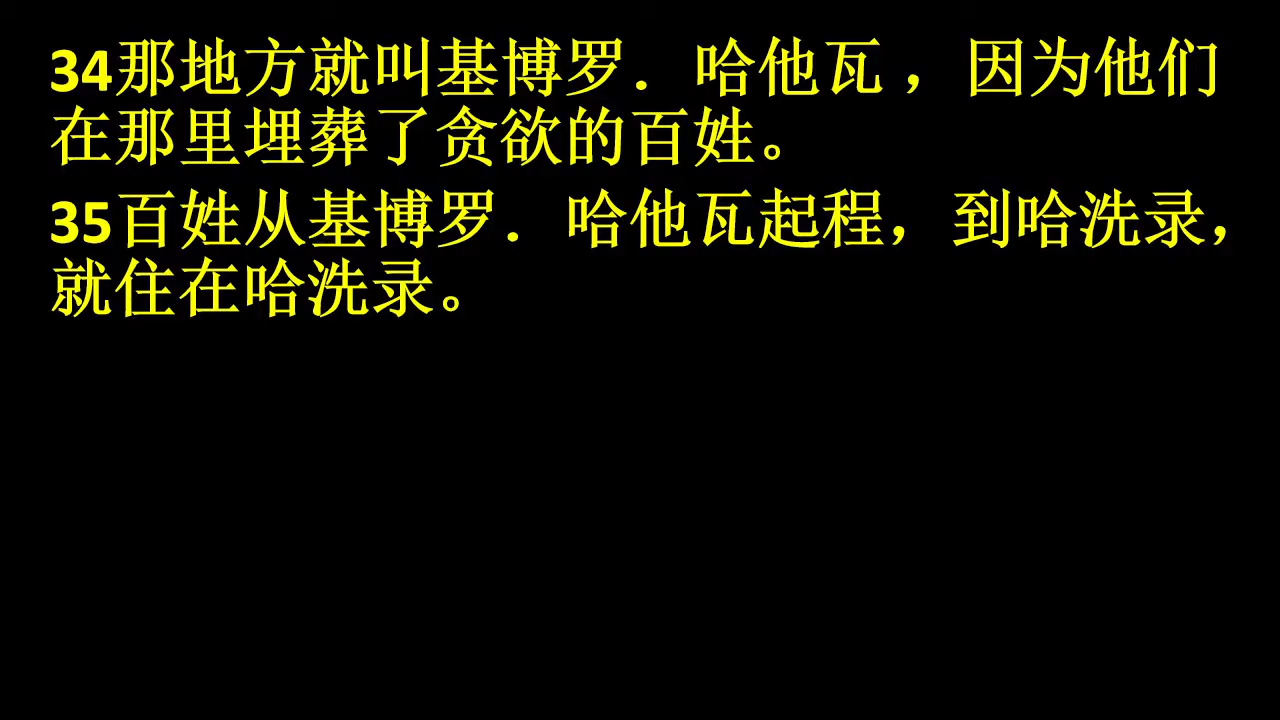 34那地方就叫基博罗．哈他瓦 ，因为他们
在那里埋葬了贪欲的百姓。
35百姓从基博罗．哈他瓦起程，到哈洗录，
就住在哈洗录。